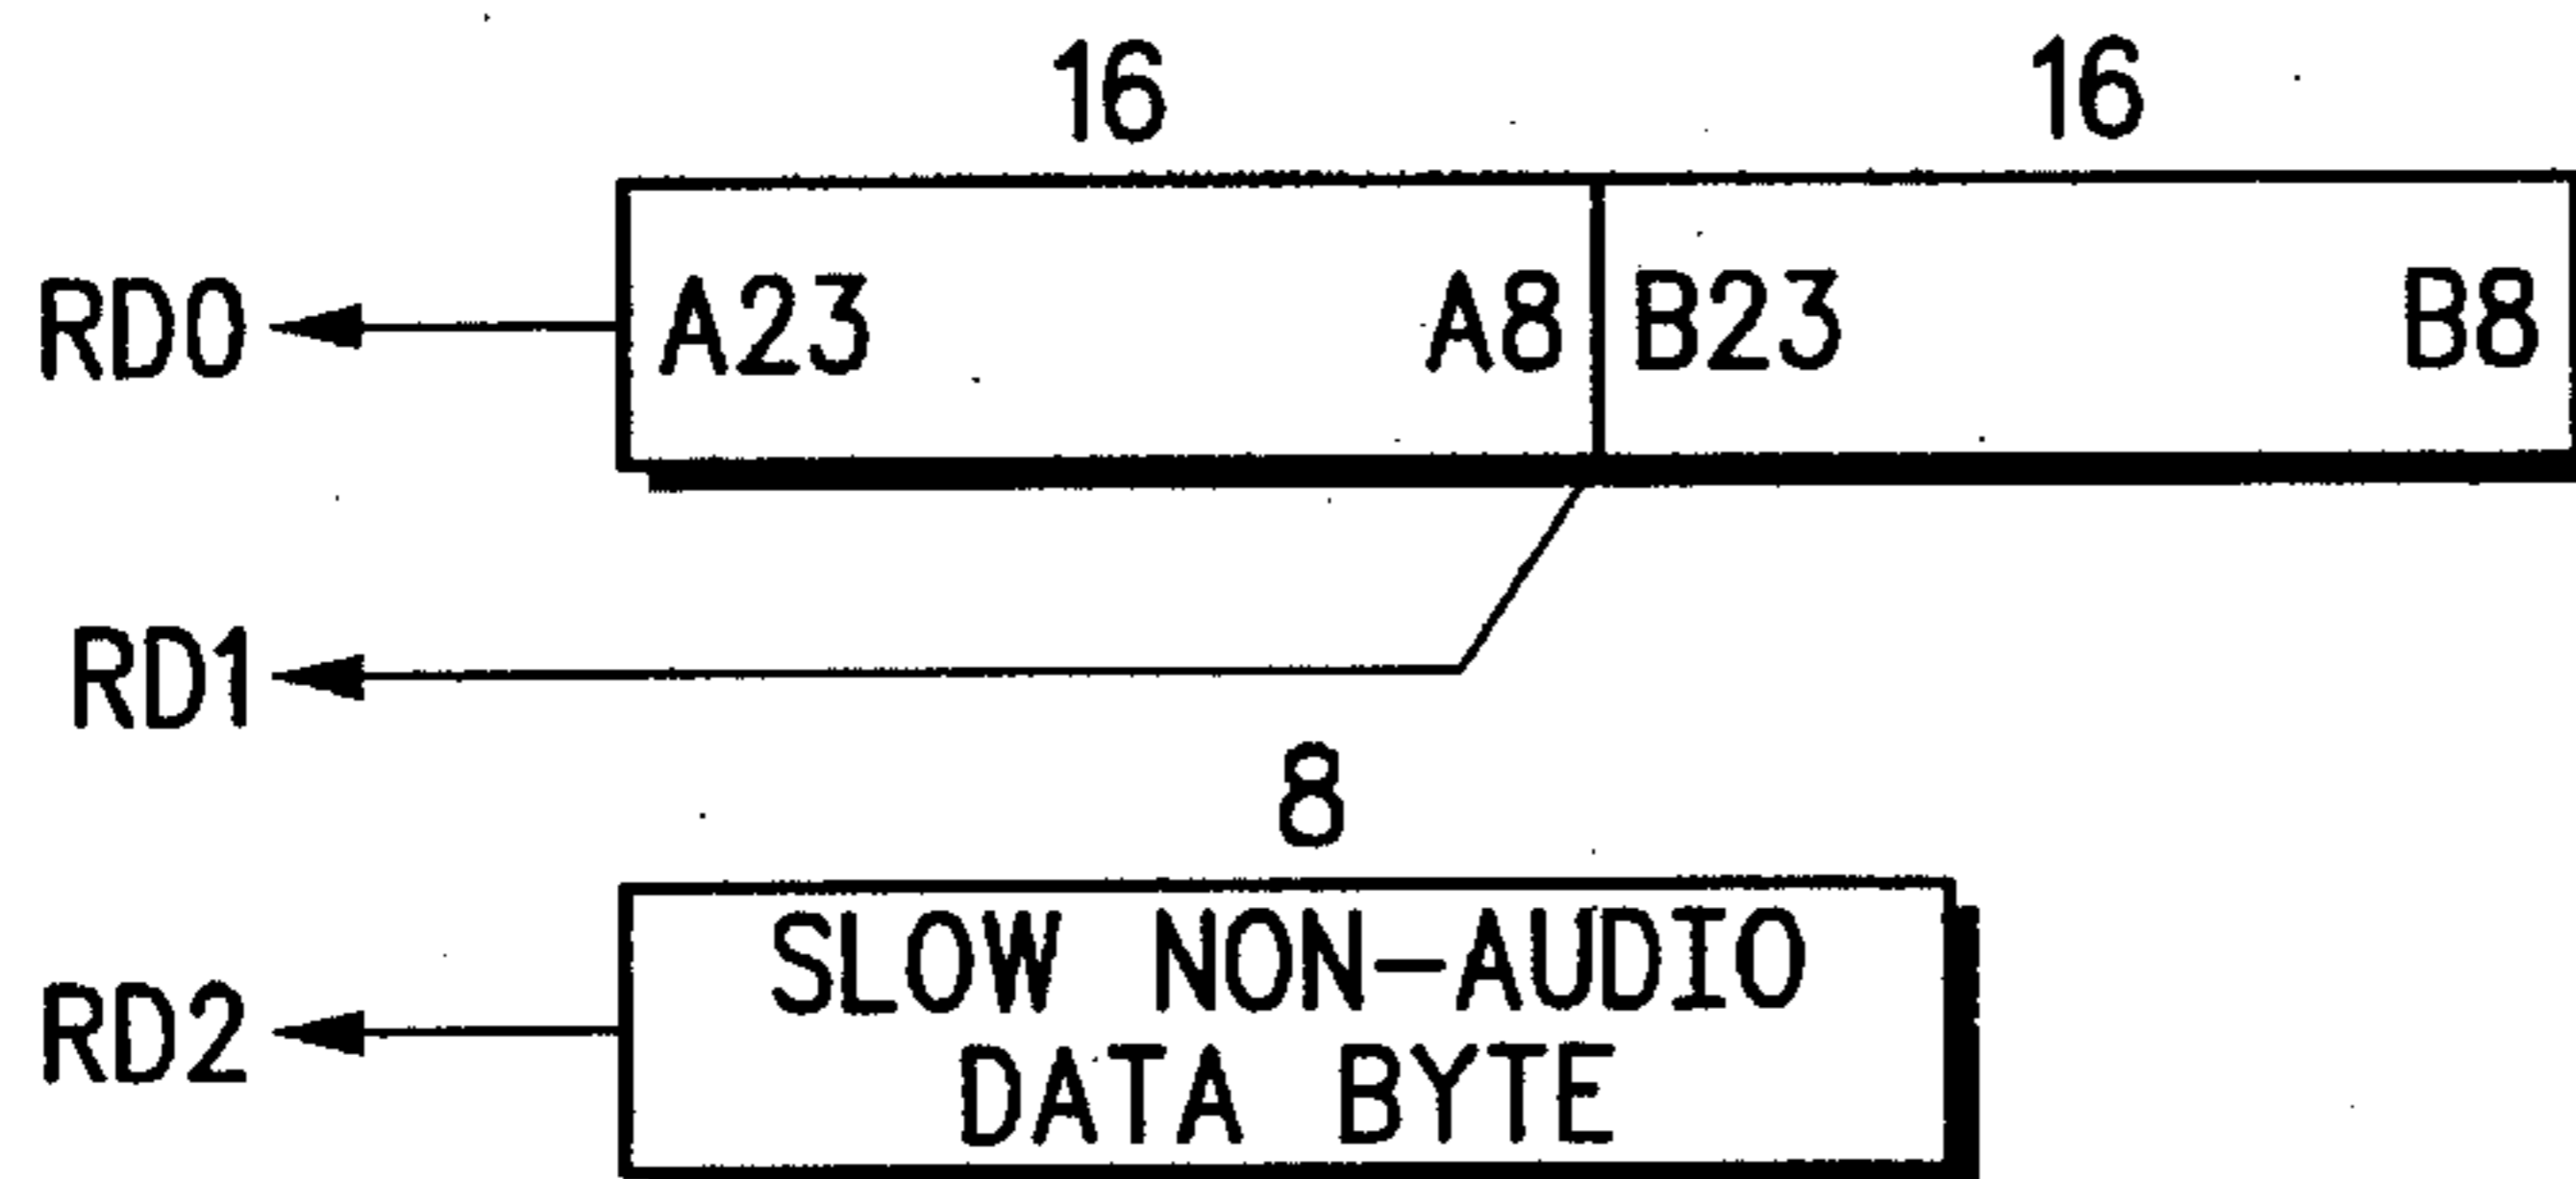 16 16
RD0 A23 A8 B23 B8
RD1
8
RD2 SLOW NON-AUDIO
DATA BYTE